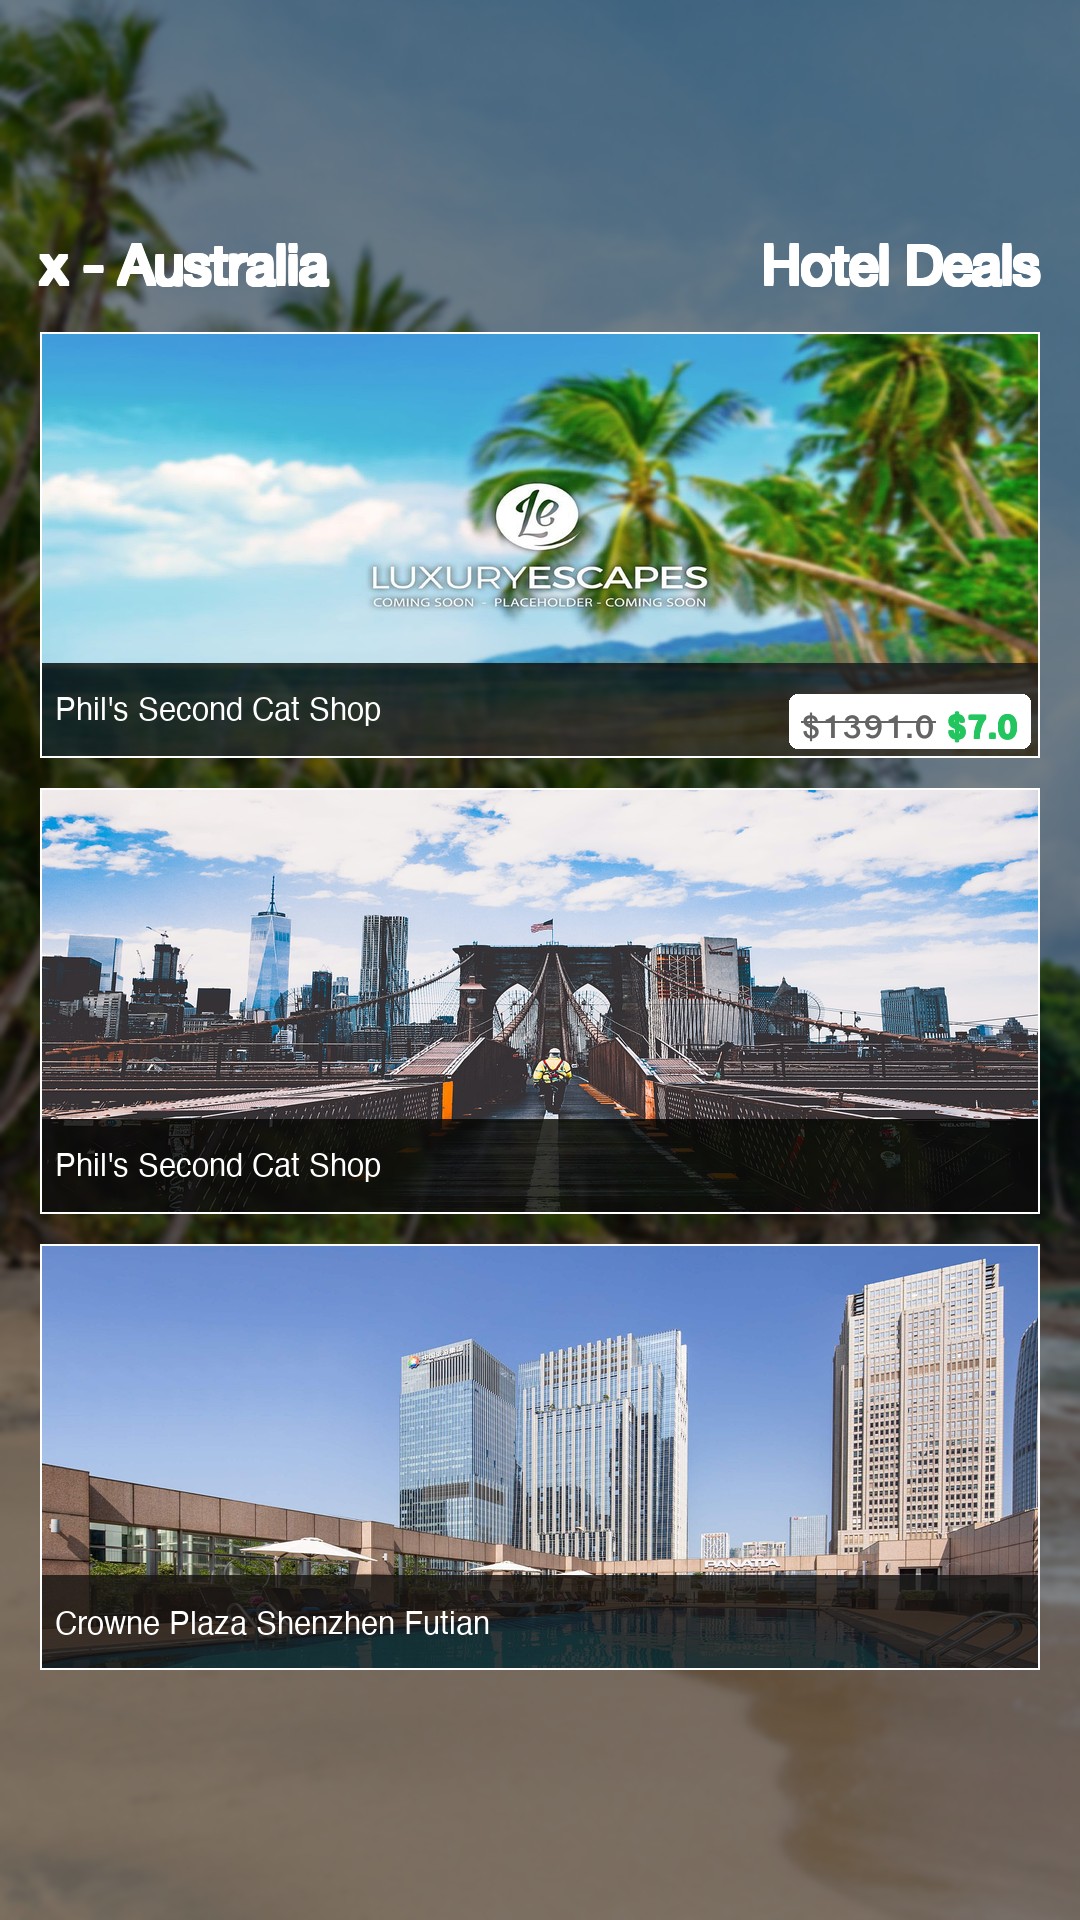 x - Australia
Hotel Deals
Le
LUXURYESCAPES
COMING SOON - PLACEHOLDER - COMING SOON
Phil's Second Cat Shop
$1391.0 $7.0
Phil's Second Cat Shop
PANATTA
Crowne Plaza Shenzhen Futian